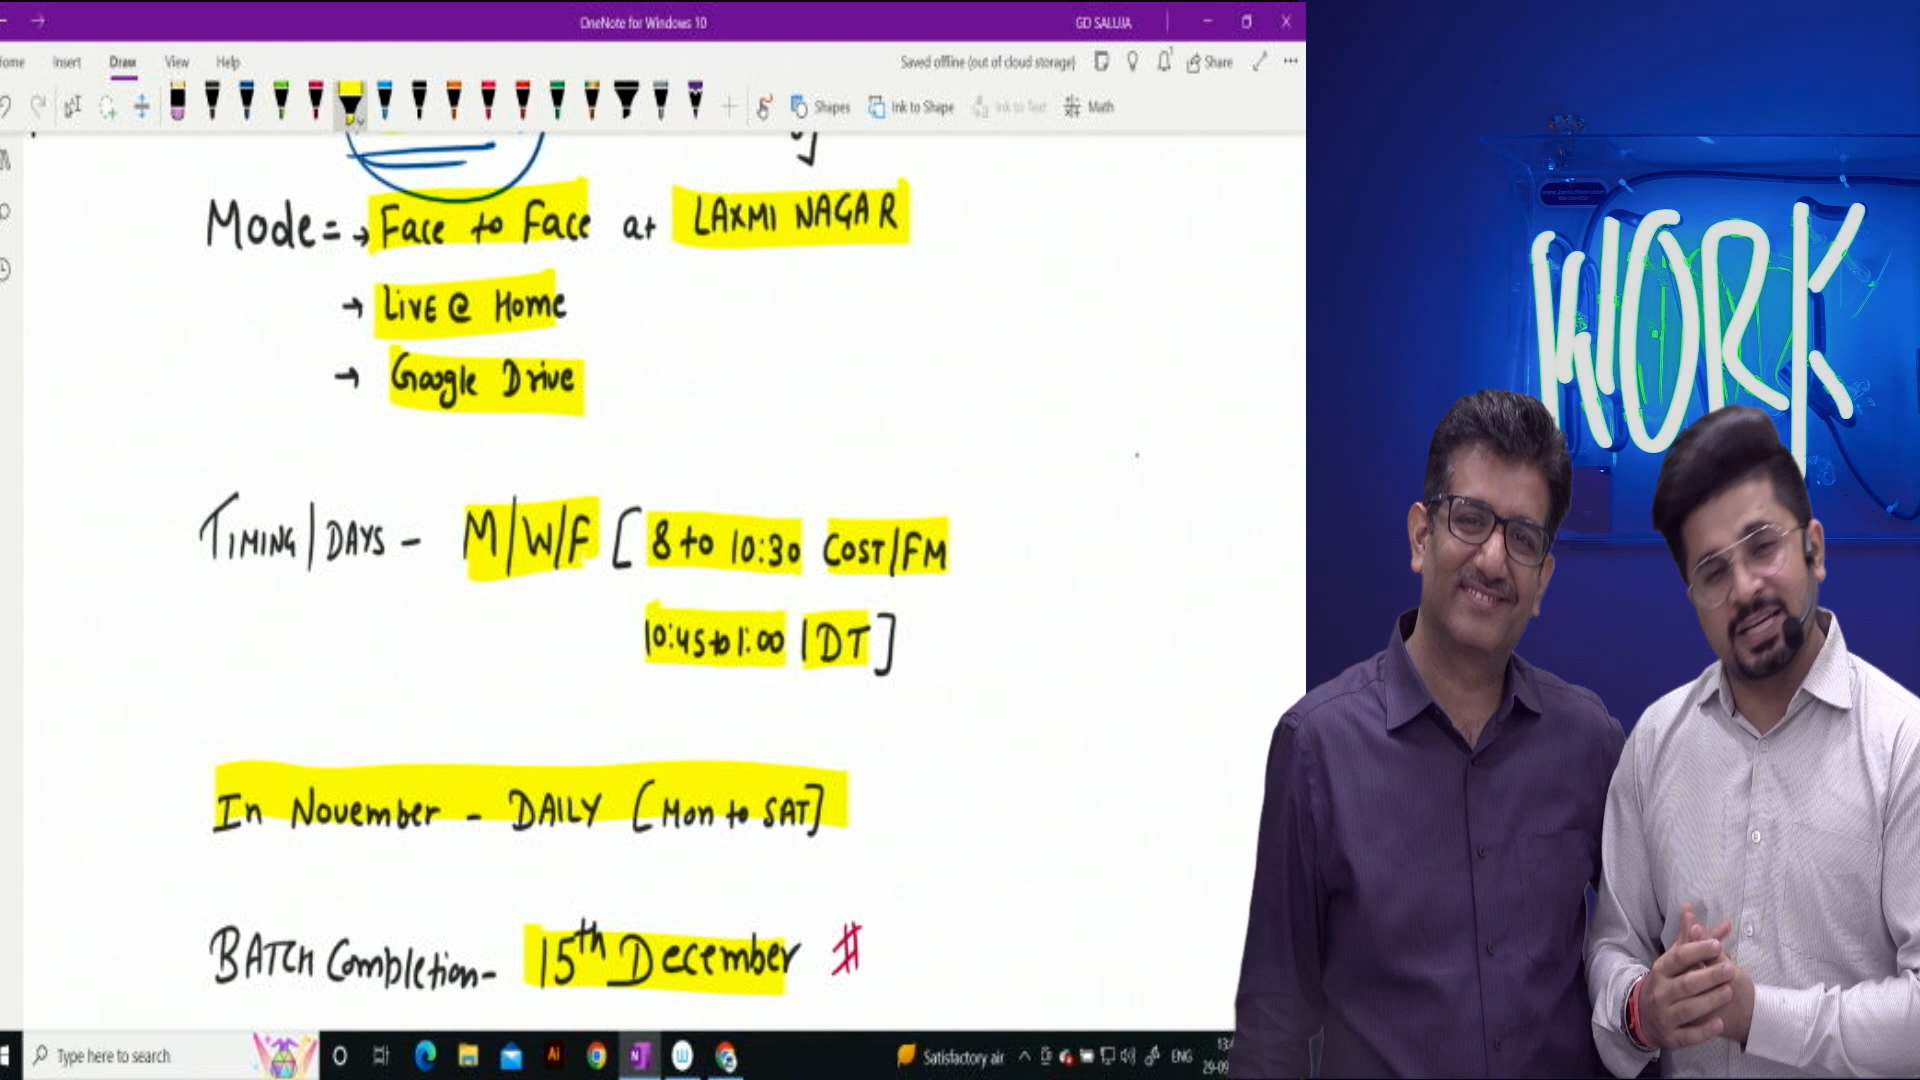 OneNote for Windows 10
GD SALUJA
Insert Draw View Help
Saved offline (out of cloud storage)
Share
Shapes Ink to Shape Ink to Text Math
Mode = → Face to Face at LAXMI NAGAR
→ LIVE @ Home
→ Google Drive
TIMING/DAYS - M/W/F [ 8 to 10:30 COST/FM
10:45 to 1:00 IDT ]
In November - DAILY [Mon to SAT]
BATCH Completion - 15th December #
Type here to search
Satisfactory air
ENG
WORK